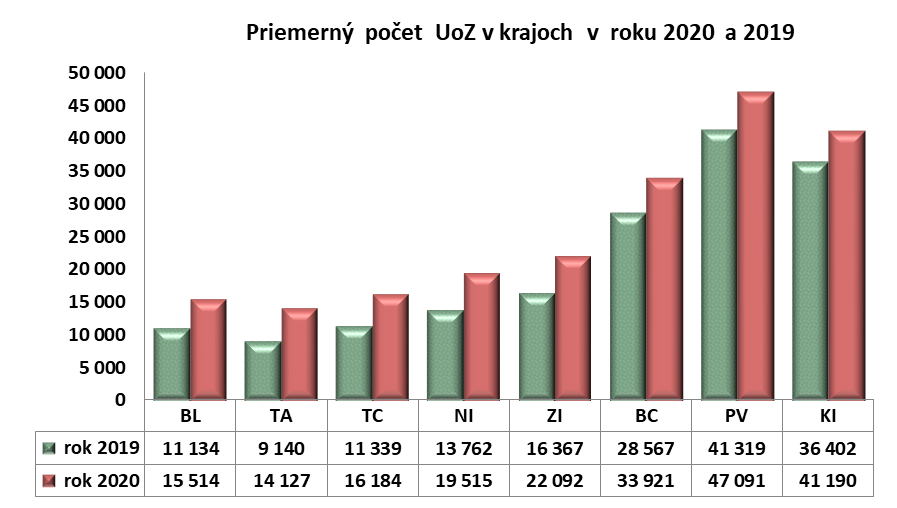 Priemerný počet UoZ v krajoch v roku 2020 a 2019
50 000
45 000
40 000
35 000
30 000
25 000
20 000
15 000
10 000
5 000
0
BL TA TC NI ZI BC PV KI
rok 2019 11 134 9 140 11 339 13 762 16 367 28 567 41 319 36 402
rok 2020 15 514 14 127 16 184 19 515 22 092 33 921 47 091 41 190